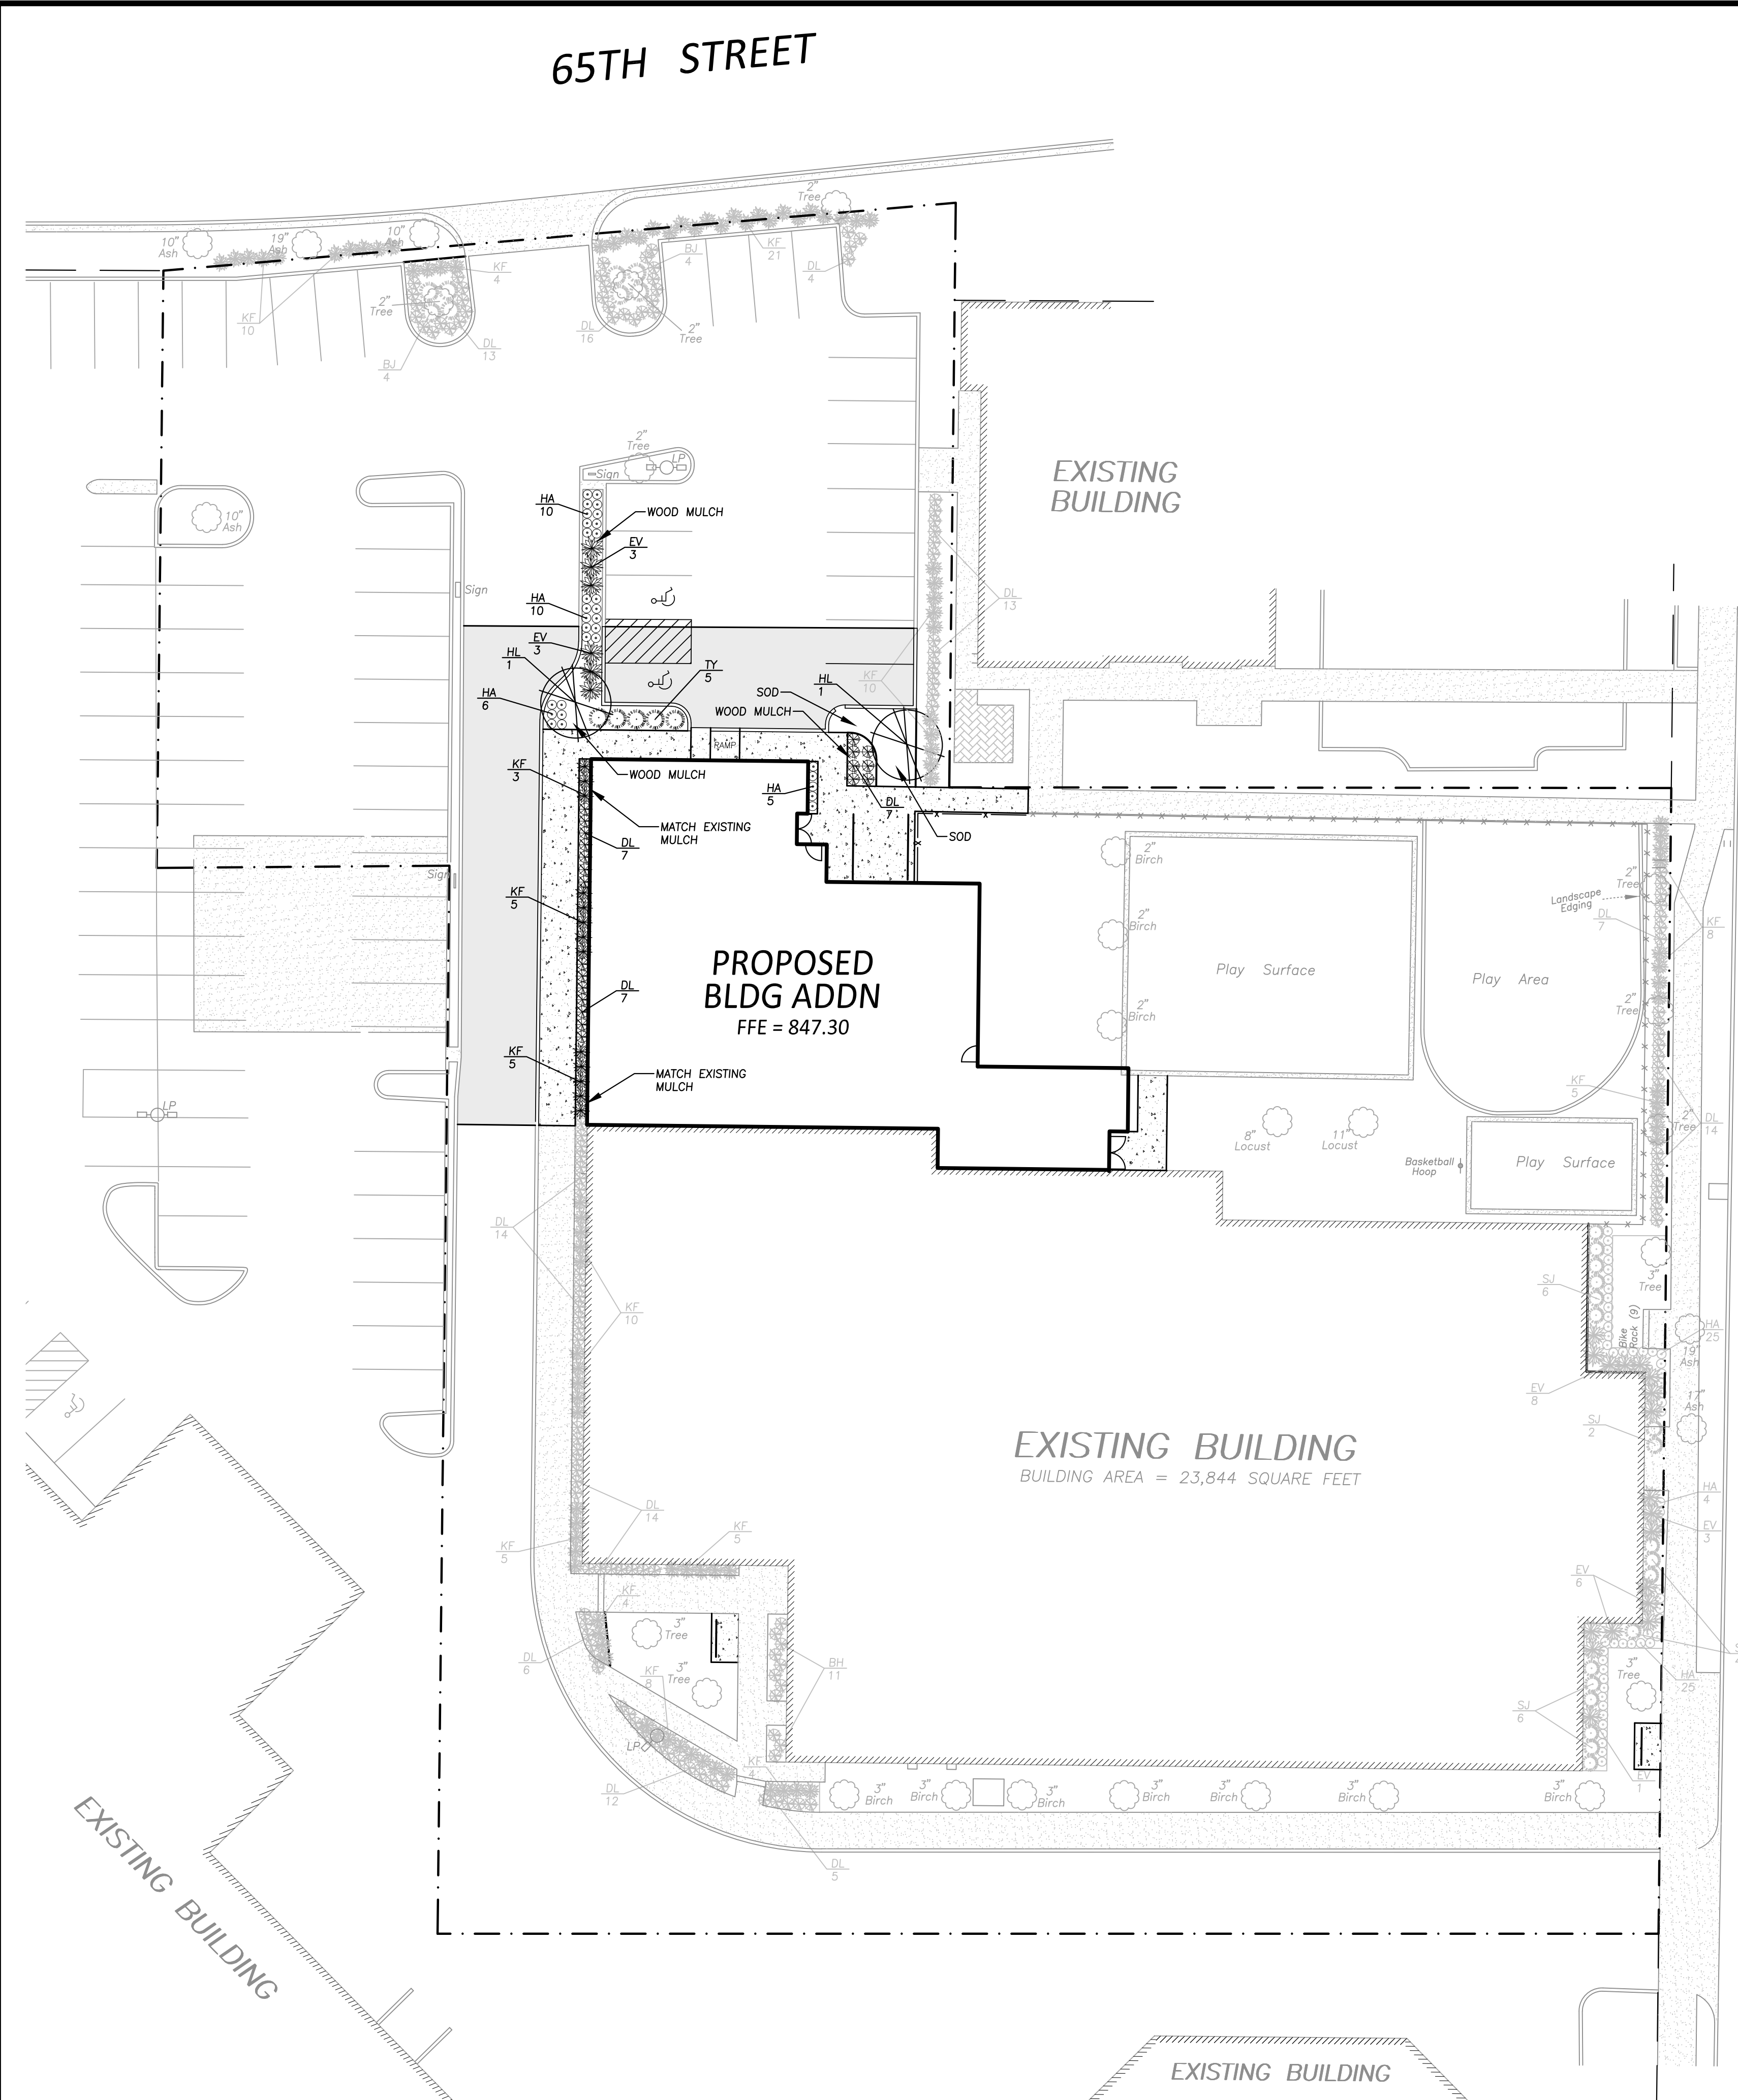 65TH STREET
2"
Tree
10"
Ash
19"
Ash
10"
Ash
KF
10
2"
Tree
BJ
4
KF
4
DL
13
DL
16
BJ
4
2"
Tree
KF
21
DL
4
EXISTING
BUILDING
2"
Tree
Sign
LP
HA
10
WOOD MULCH
EV
3
10"
Ash
Sign
HA
10
DL
13
EV
3
HL
1
TY
5
HA
6
KF
10
HL
1
SOD
WOOD MULCH
RAMP
KF
3
WOOD MULCH
HA
5
DL
7
SOD
MATCH EXISTING
MULCH
DL
7
KF
5
Sign
2"
Birch
2"
Birch
2"
Birch
Play Surface
Play Area
2"
Tree
Landscape
Edging
DL
7
KF
8
2"
Tree
PROPOSED
BLDG ADDN
FFE = 847.30
DL
7
KF
5
MATCH EXISTING
MULCH
LP
KF
5
2"
Tree
DL
14
8"
Locust
11"
Locust
Basketball
Hoop
Play Surface
DL
14
KF
10
SJ
6
3"
Tree
Bike
Rack (9)
HA
25
19"
Ash
EV
8
17"
Ash
SJ
2
EXISTING BUILDING
BUILDING AREA = 23,844 SQUARE FEET
HA
4
EV
3
DL
14
KF
5
KF
5
EV
6
KF
4
3"
Tree
DL
6
KF
8
3"
Tree
BH
11
3"
Tree
HA
25
SJ
6
LP
KF
4
EV
1
DL
12
3"
Birch
3"
Birch
3"
Birch
3"
Birch
3"
Birch
3"
Birch
3"
Birch
DL
5
EXISTING BUILDING
EXISTING BUILDING